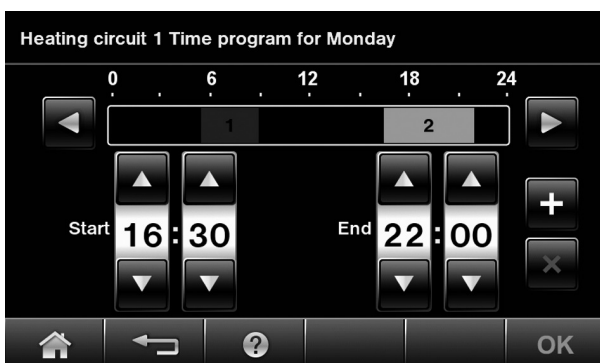 Heating circuit 1 Time program for Monday
0 6 12 18 24
1 2
Start 16:30 End 22:00
OK